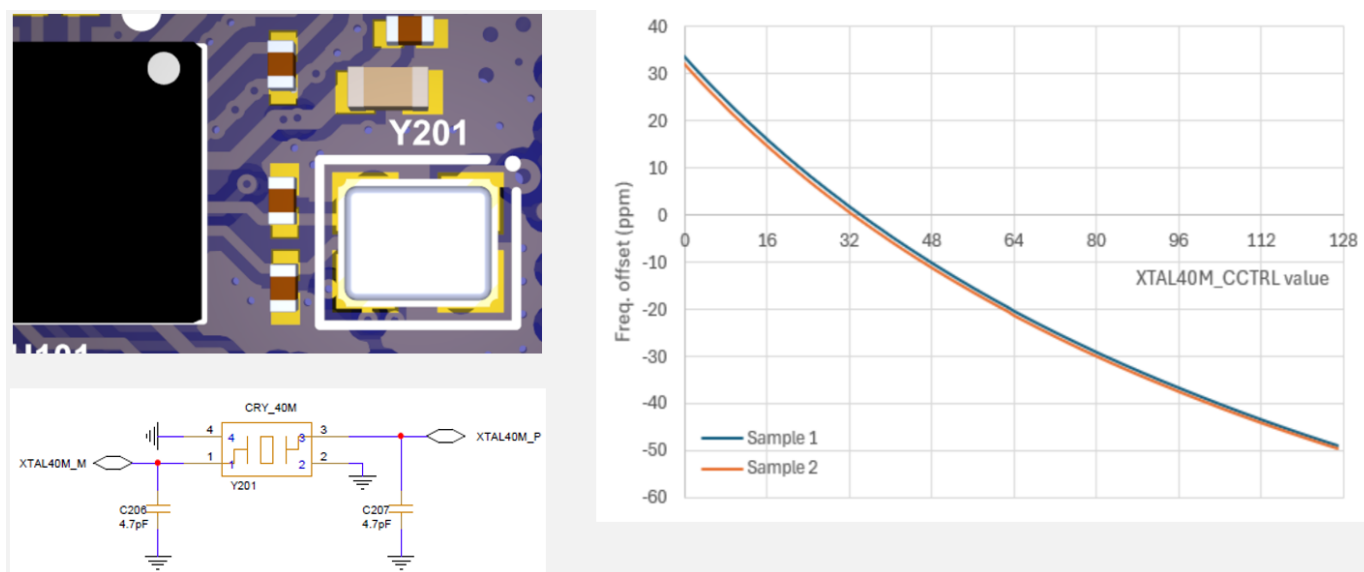 Y201
CRY_40M
4 4 3 3
XTAL40M_P
XTAL40M_M
1 1 2 2
Y201
C206
4.7pF
C207
4.7pF
40
30
20
10
0
-10
-20
-30
-40
-50
-60
0 16 32 48 64 80 96 112 128
Freq. offset (ppm)
XTAL40M_CCTRL value
Sample 1
Sample 2